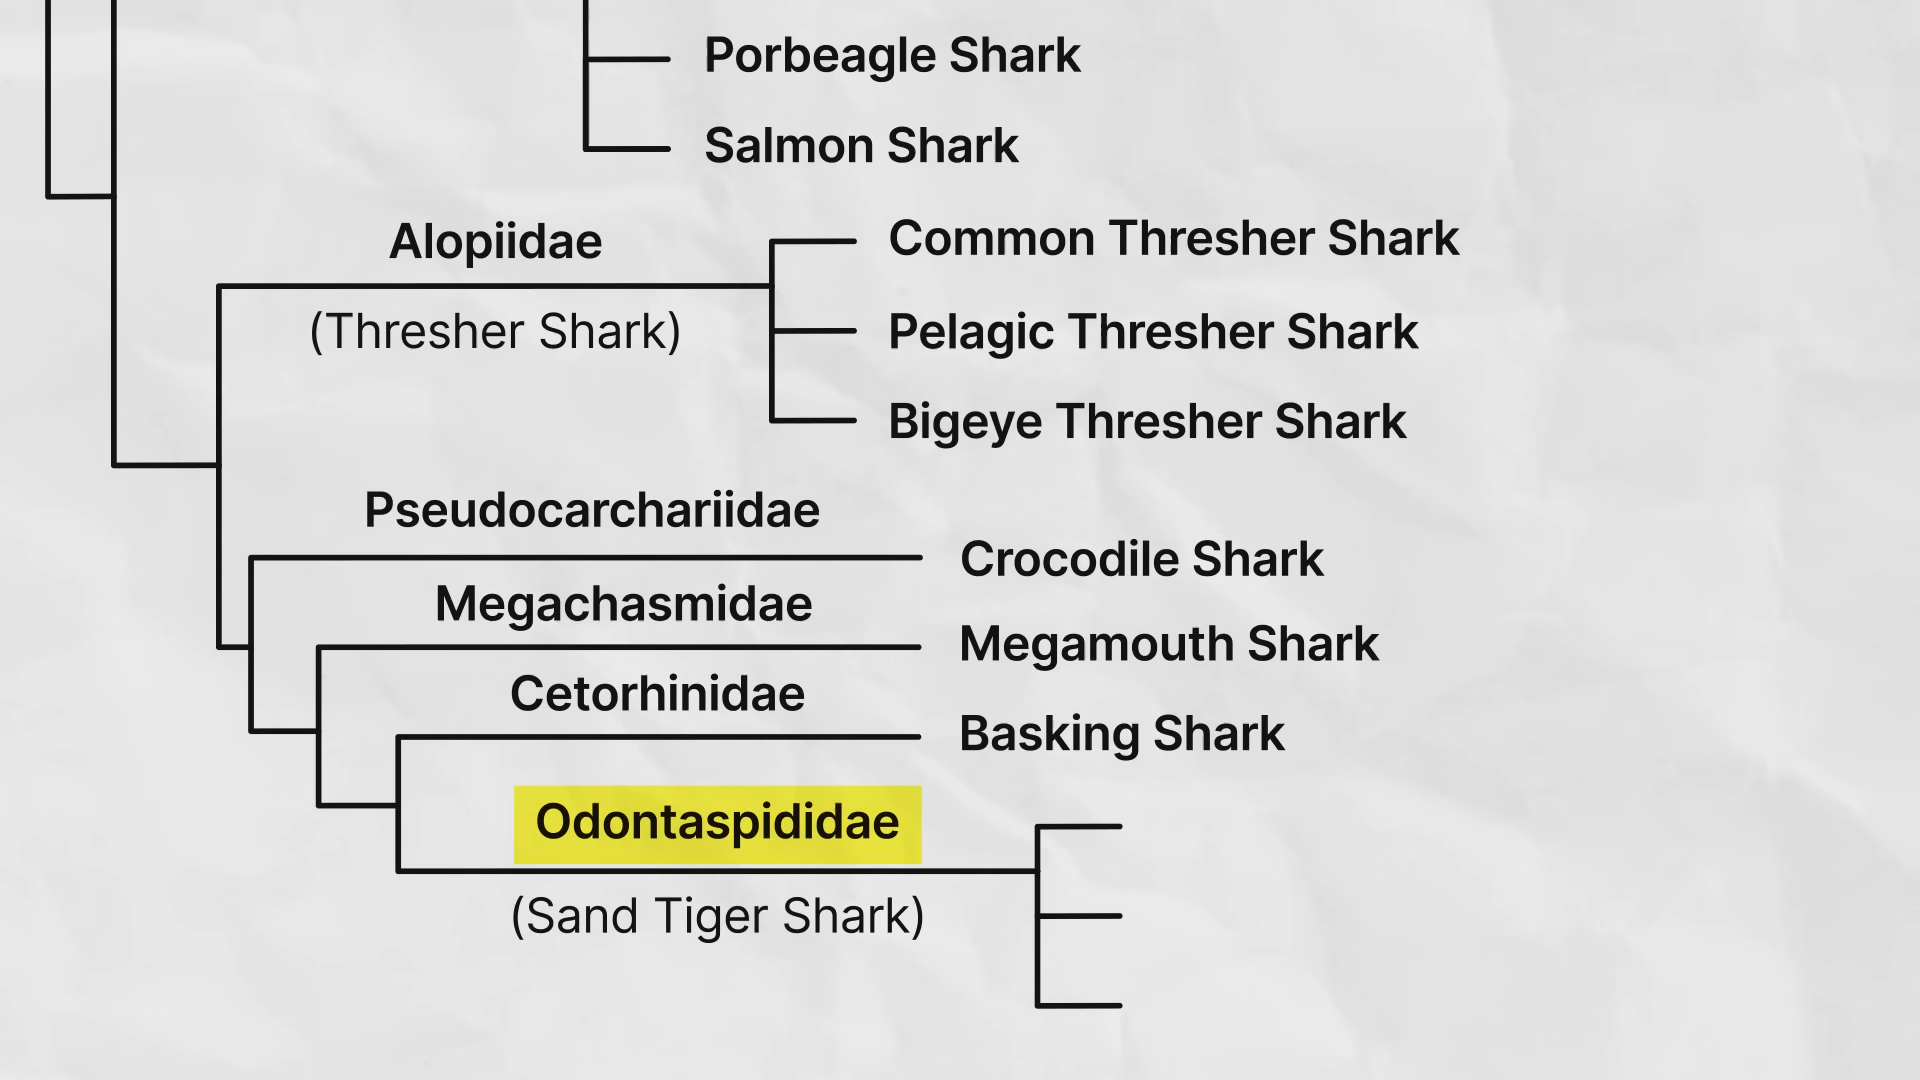 Porbeagle Shark
Salmon Shark
Alopiidae
(Thresher Shark)
Common Thresher Shark
Pelagic Thresher Shark
Bigeye Thresher Shark
Pseudocarchariidae
Crocodile Shark
Megachasmidae
Megamouth Shark
Cetorhinidae
Basking Shark
Odontaspididae
(Sand Tiger Shark)